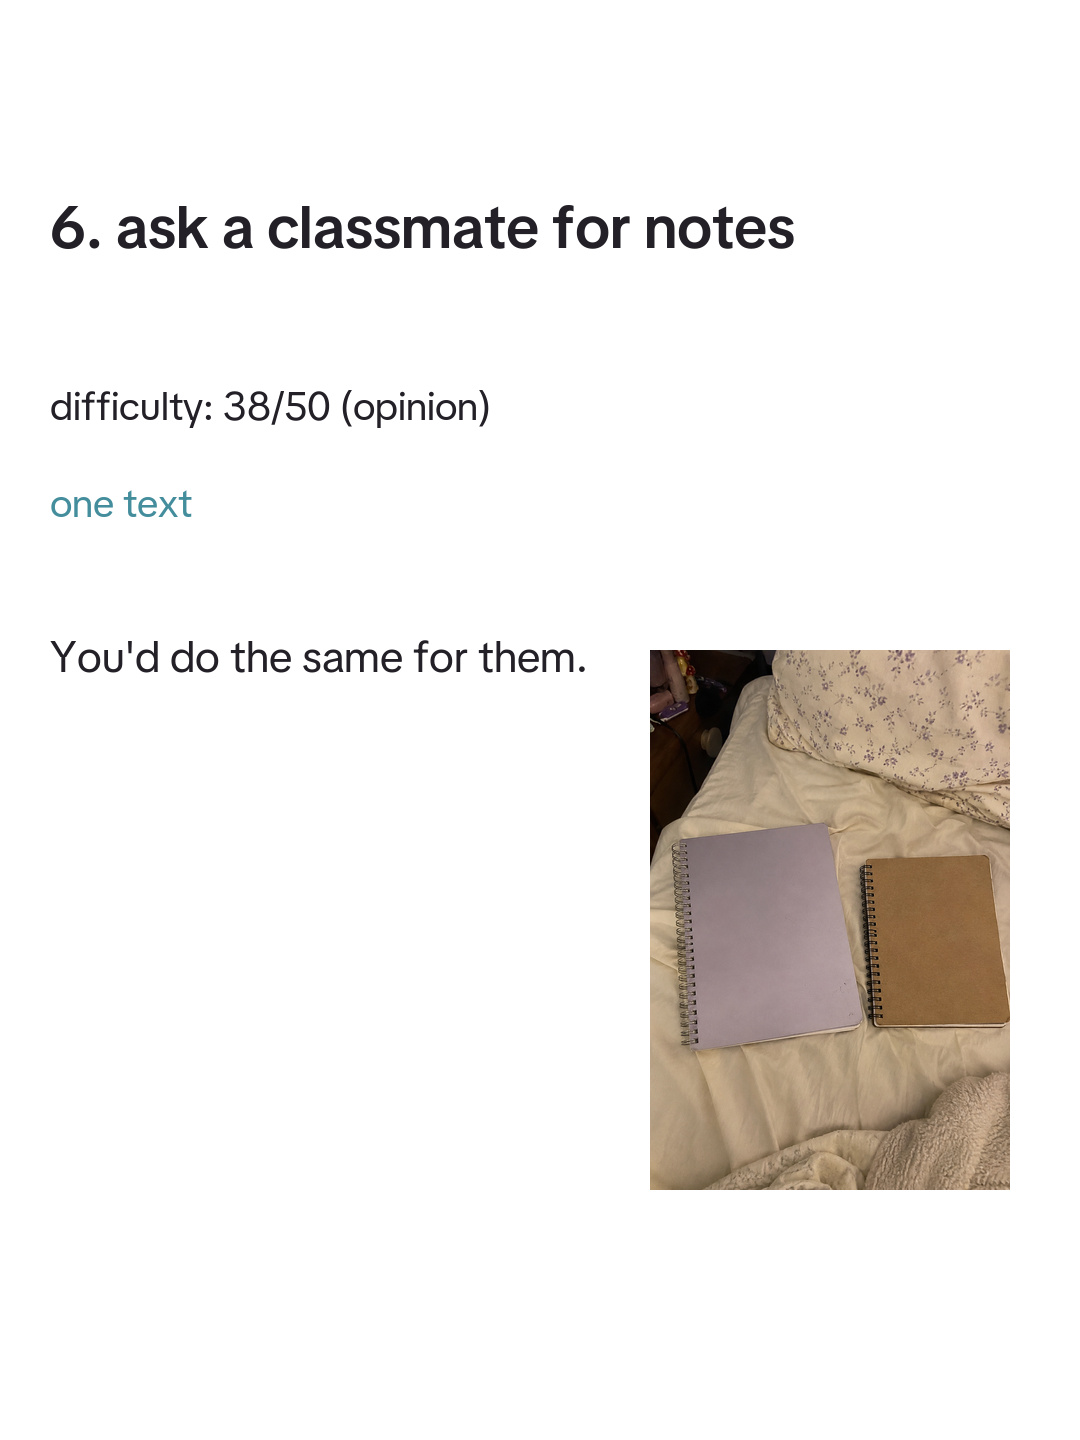 6. ask a classmate for notes
difficulty: 38/50 (opinion)
one text
You'd do the same for them.